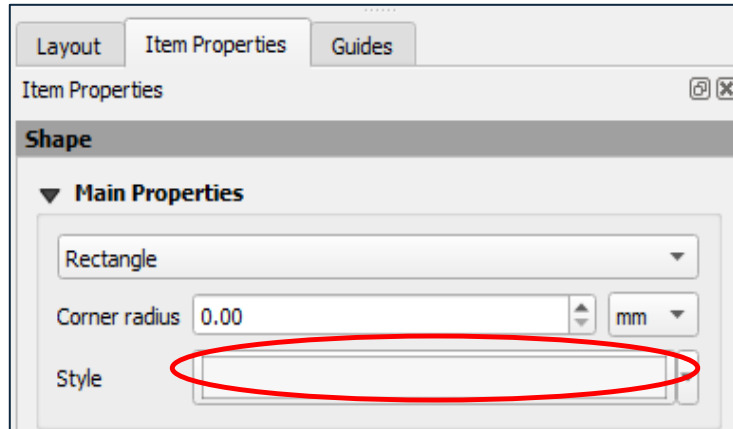 Layout Item Properties Guides
Item Properties
Shape
Main Properties
Rectangle
Corner radius 0.00 mm
Style